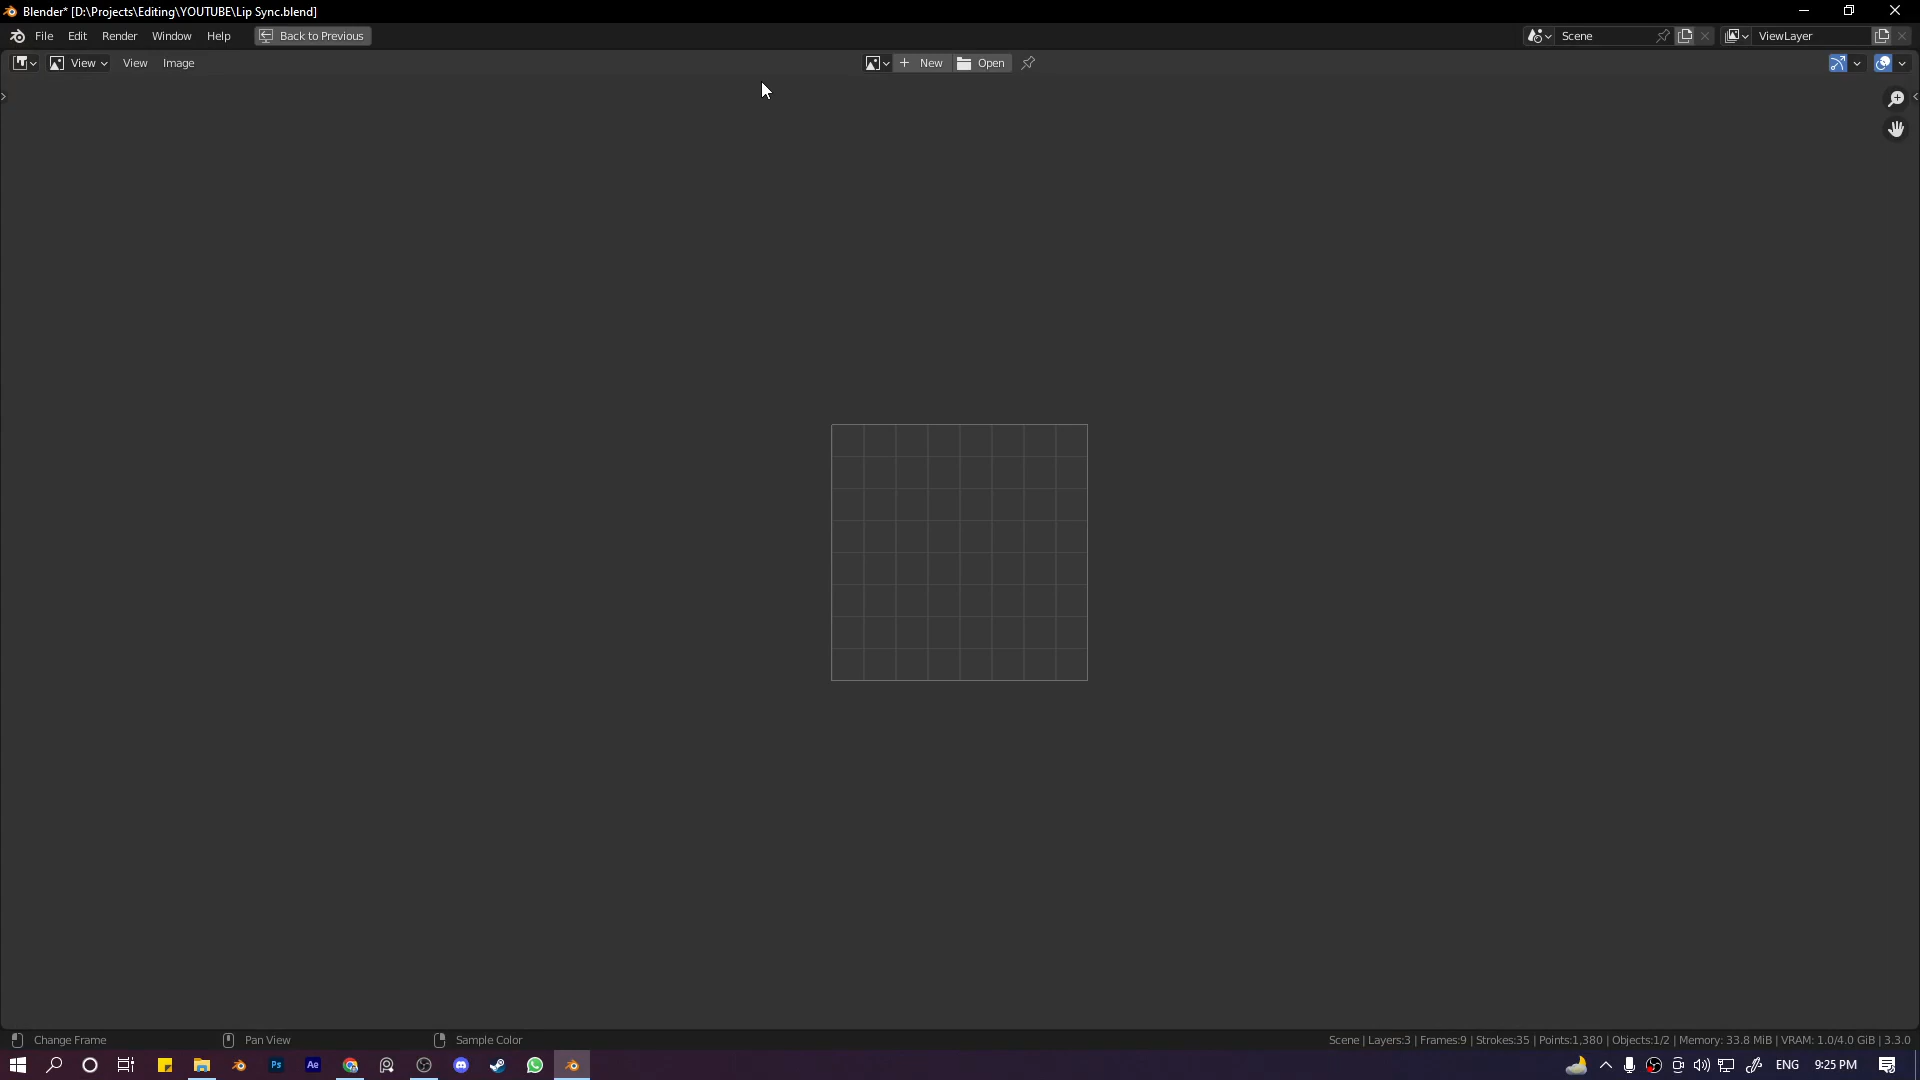 Blender* [D:\Projects\Editing\YOUTUBE\Lip Sync.blend]
File Edit Render Window Help Back to Previous Scene ViewLayer
View View Image New Open
Change Frame Pan View Sample Color Scene | Layers:3 | Frames:9 | Strokes:35 | Points:1,380 | Objects:1/2 | Memory: 33.8 MiB | VRAM: 1.0/4.0 GiB | 3.3.0
Ps Ae ENG 9:25 PM